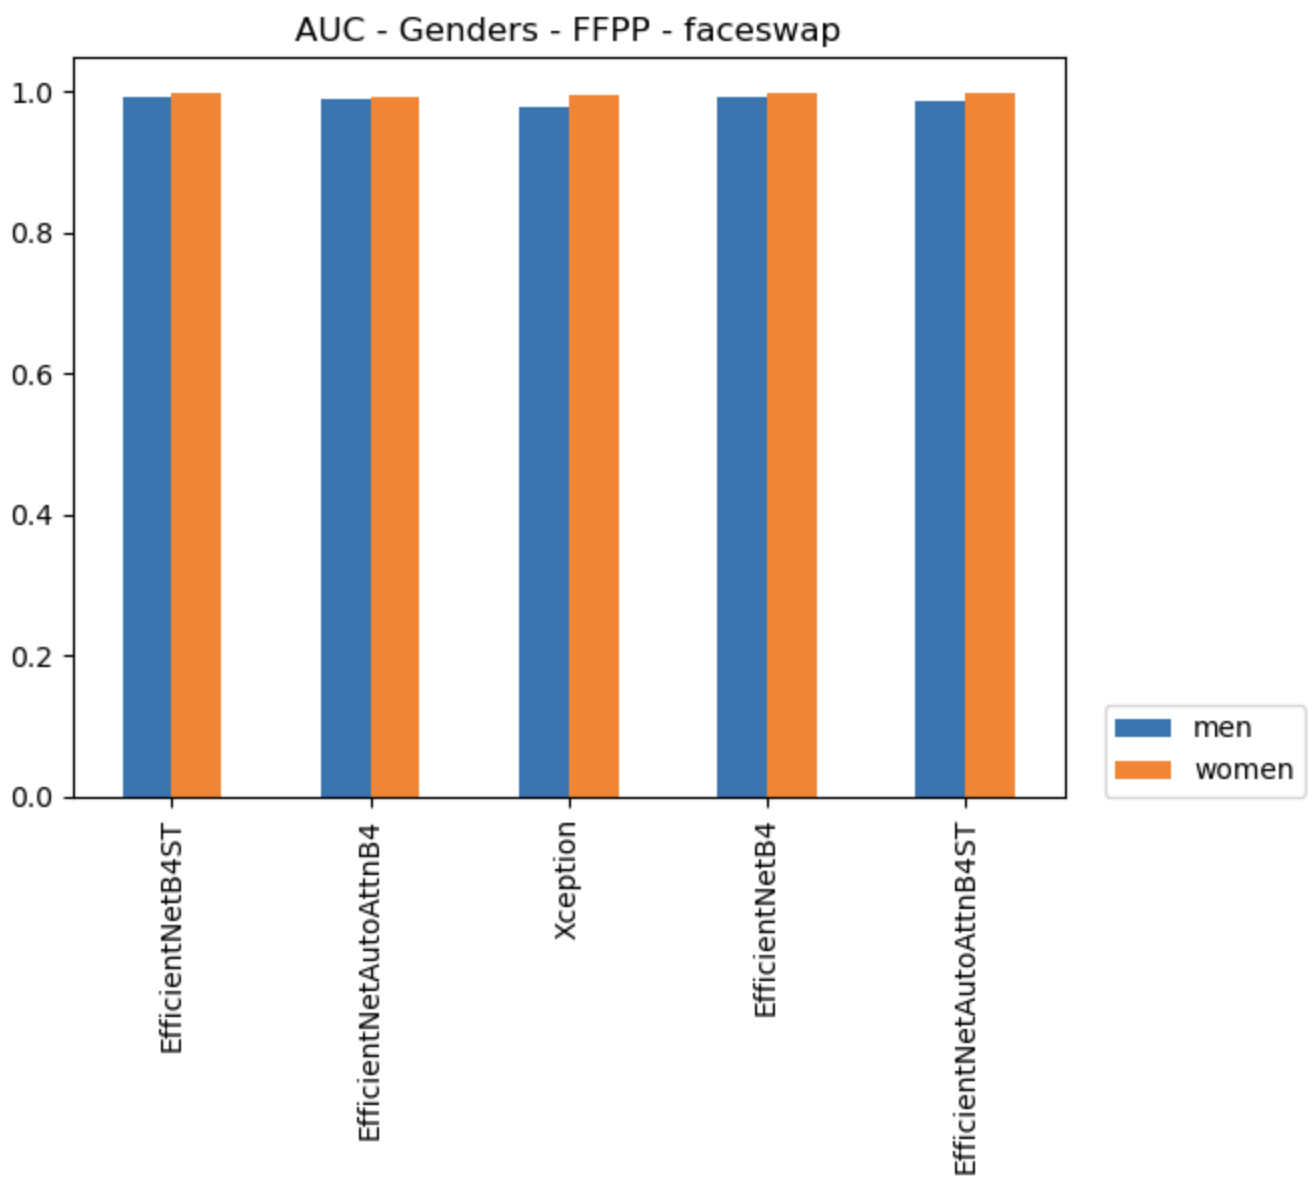 AUC - Genders - FFPP - faceswap
1.0
0.8
0.6
0.4
0.2
0.0
EfficientNetB4ST
EfficientNetAutoAttnB4
Xception
EfficientNetB4
EfficientNetAutoAttnB4ST
men
women